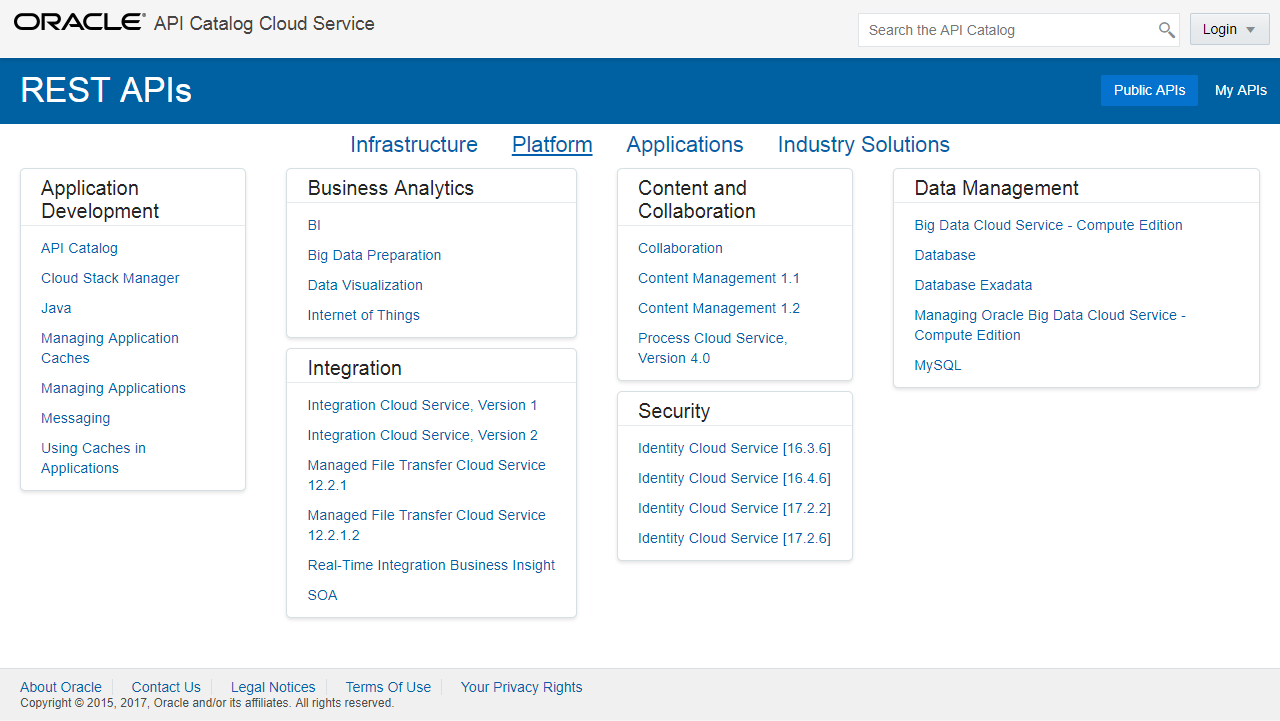 ORACLE® API Catalog Cloud Service
Search the API Catalog
Login
REST APIs
Public APIs
My APIs
Infrastructure
Platform
Applications
Industry Solutions
Application
Development
API Catalog
Cloud Stack Manager
Java
Managing Application
Caches
Managing Applications
Messaging
Using Caches in
Applications
Business Analytics
BI
Big Data Preparation
Data Visualization
Internet of Things
Integration
Integration Cloud Service, Version 1
Integration Cloud Service, Version 2
Managed File Transfer Cloud Service
12.2.1
Managed File Transfer Cloud Service
12.2.1.2
Real-Time Integration Business Insight
SOA
Content and
Collaboration
Collaboration
Content Management 1.1
Content Management 1.2
Process Cloud Service,
Version 4.0
Security
Identity Cloud Service [16.3.6]
Identity Cloud Service [16.4.6]
Identity Cloud Service [17.2.2]
Identity Cloud Service [17.2.6]
Data Management
Big Data Cloud Service - Compute Edition
Database
Database Exadata
Managing Oracle Big Data Cloud Service -
Compute Edition
MySQL
About Oracle
Contact Us
Legal Notices
Terms Of Use
Your Privacy Rights
Copyright © 2015, 2017, Oracle and/or its affiliates. All rights reserved.